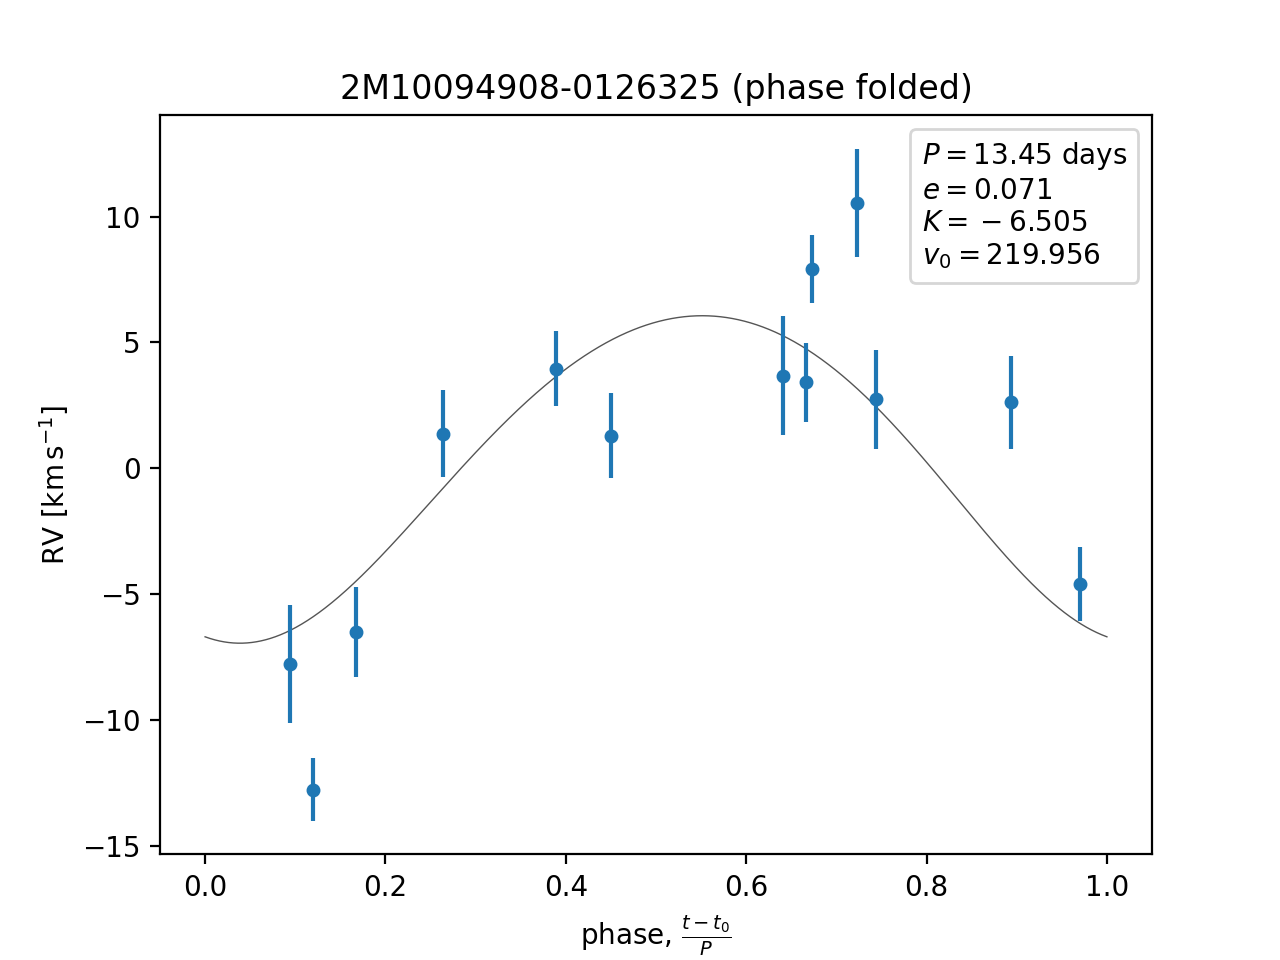 2M10094908-0126325 (phase folded)
P = 13.45 days
e = 0.071
K = −6.505
v₀ = 219.956
RV [km s⁻¹]
10
5
0
−5
−10
−15
0.0 0.2 0.4 0.6 0.8 1.0
phase, (t − t₀)/P